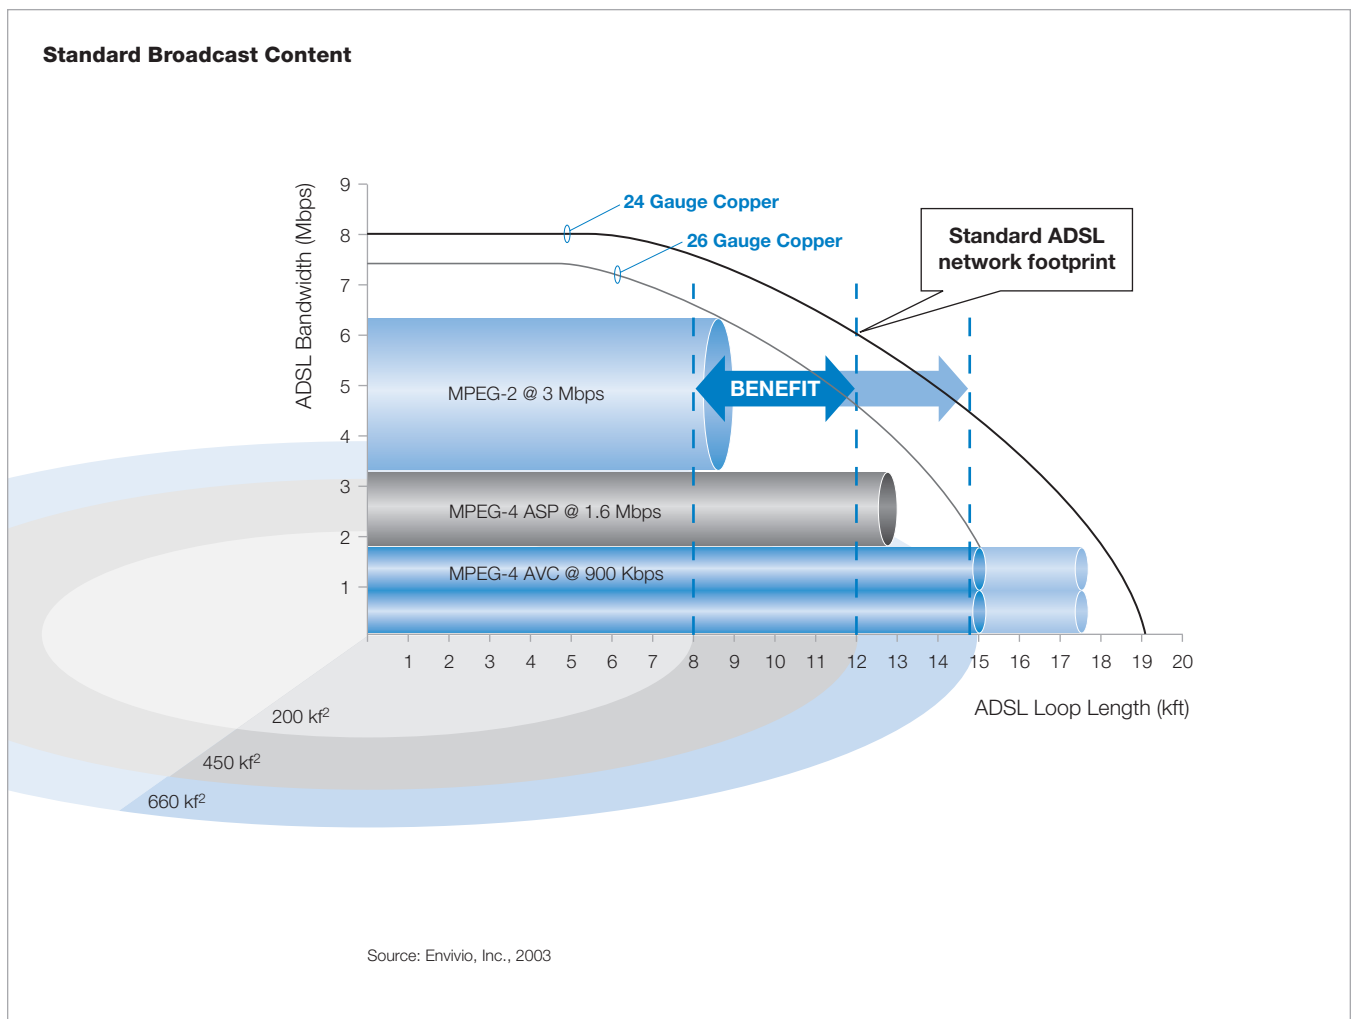 Standard Broadcast Content
ADSL Bandwidth (Mbps)
9
8
7
6
5
4
3
2
1
24 Gauge Copper
26 Gauge Copper
Standard ADSL
network footprint
MPEG-2 @ 3 Mbps
BENEFIT
MPEG-4 ASP @ 1.6 Mbps
MPEG-4 AVC @ 900 Kbps
1 2 3 4 5 6 7 8 9 10 11 12 13 14 15 16 17 18 19 20
ADSL Loop Length (kft)
200 kf²
450 kf²
660 kf²
Source: Envivio, Inc., 2003